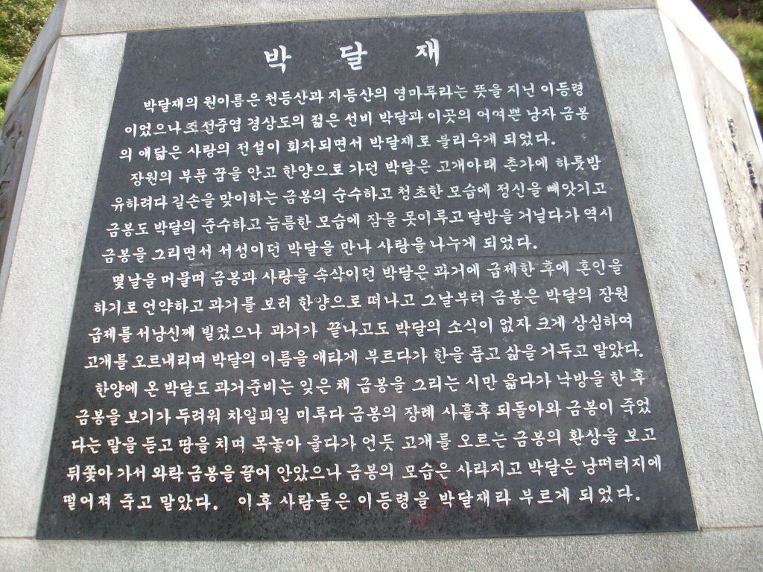 박 달 재
박달재의 원이름은 천등산과 지등산의 영마루라는 뜻을 지닌 이등령
이었으나 조선중엽 경상도의 젊은 선비 박달과 이곳의 어여쁜 낭자 금봉
의 애닯은 사랑의 전설이 회자되면서 박달재로 불리우게 되었다.
장원의 부푼 꿈을 안고 한양으로 가던 박달은 고개아래 촌가에 하룻밤
유하려다 길손을 맞이하는 금봉의 순수하고 청초한 모습에 정신을 빼앗기고
금봉도 박달의 준수하고 늠름한 모습에 잠을 못이루고 달밤을 거닐다가 역시
금봉을 그리면서 서성이던 박달을 만나 사랑을 나누게 되었다.
몇날을 머물며 금봉과 사랑을 속삭이던 박달은 과거에 급제한 후에 혼인을
하기로 언약하고 과거를 보러 한양으로 떠나고 그날부터 금봉은 박달의 장원
급제를 서낭신께 빌었으나 과거가 끝나고도 박달의 소식이 없자 크게 상심하여
고개를 오르내리며 박달의 이름을 애타게 부르다가 한을 품고 삶을 거두고 말았다.
한양에 온 박달도 과거준비는 잊은 채 금봉을 그리는 시만 읊다가 낙방을 한 후
금봉을 보기가 두려워 차일피일 미루다 금봉의 장례 사흘후 되돌아와 금봉이 죽었
다는 말을 듣고 땅을 치며 목놓아 울다가 언듯 고개를 오르는 금봉의 환상을 보고
뒤쫓아 가서 와락 금봉을 끌어 안았으나 금봉의 모습은 사라지고 박달은 낭떠러지에
떨어져 죽고 말았다. 이후 사람들은 이등령을 박달재라 부르게 되었다.